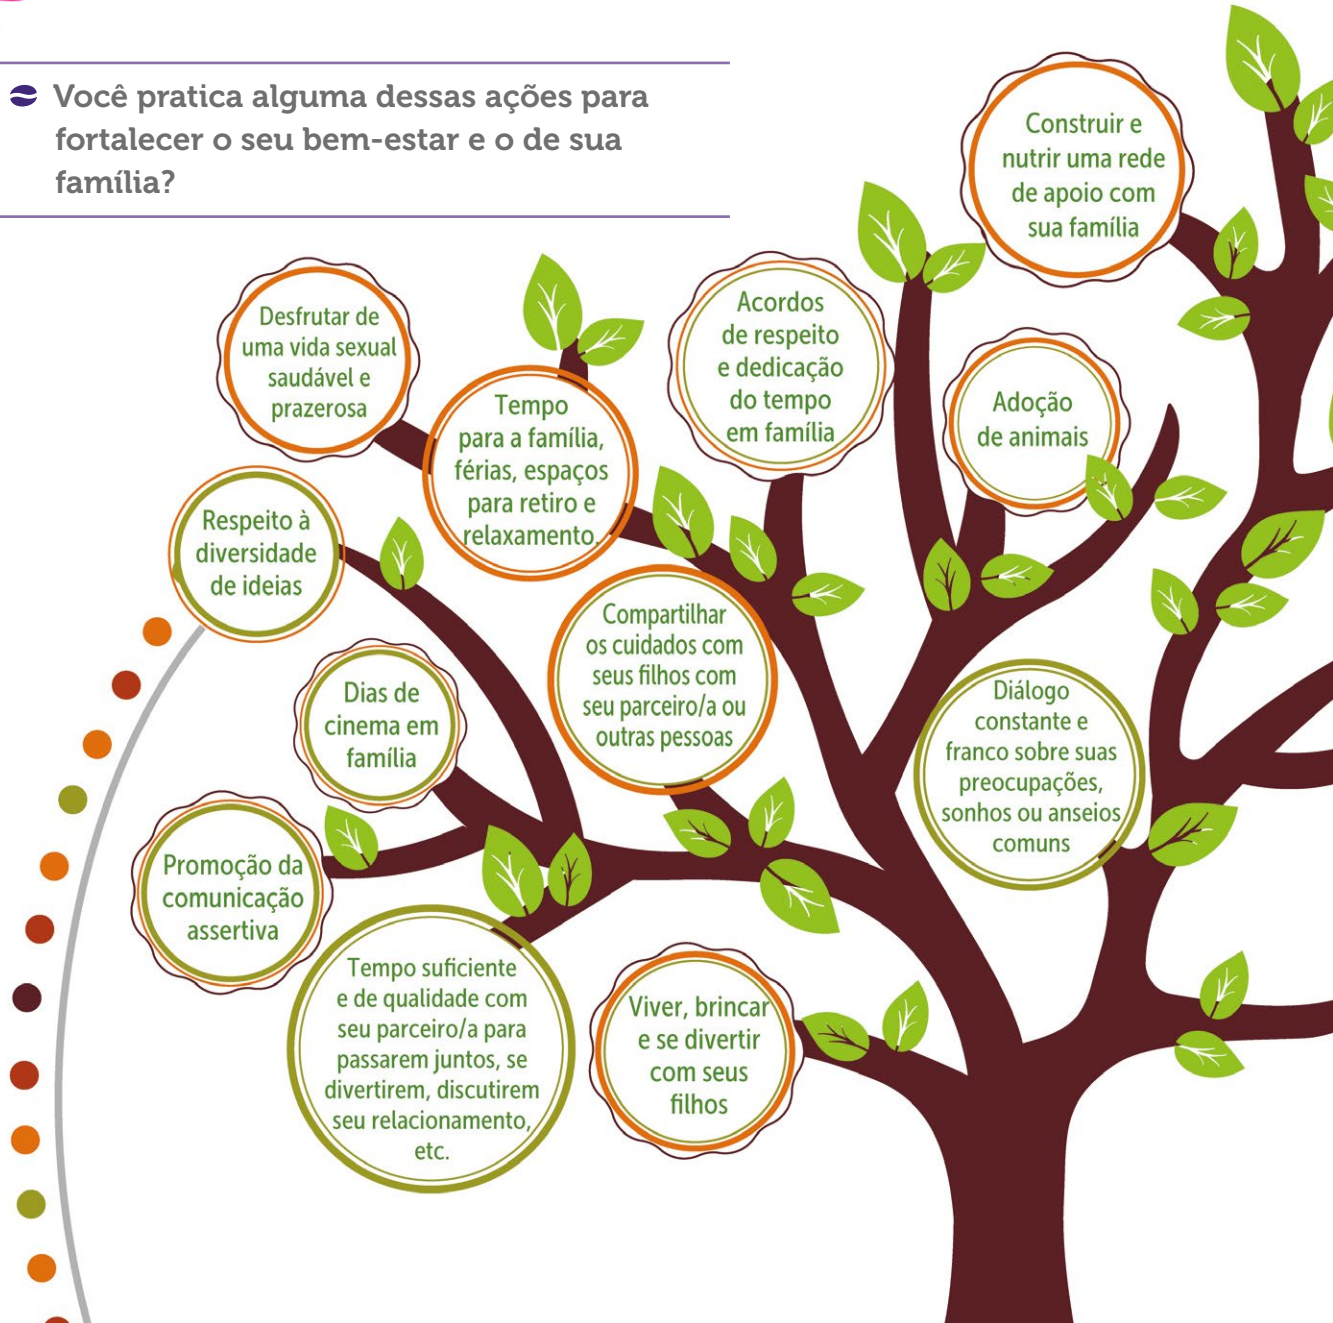 Você pratica alguma dessas ações para
fortalecer o seu bem-estar e o de sua
família?
Construir e
nutrir uma rede
de apoio com
sua família
Desfrutar de
uma vida sexual
saudável e
prazerosa
Tempo
para a família,
férias, espaços
para retiro e
relaxamento.
Acordos
de respeito
e dedicação
do tempo
em família
Adoção
de animais
Respeito à
diversidade
de ideias
Compartilhar
os cuidados com
seus filhos com
seu parceiro/a ou
outras pessoas
Dias de
cinema em
família
Diálogo
constante e
franco sobre suas
preocupações,
sonhos ou anseios
comuns
Promoção da
comunicação
assertiva
Tempo suficiente
e de qualidade com
seu parceiro/a para
passarem juntos, se
divertirem, discutirem
seu relacionamento,
etc.
Viver, brincar
e se divertir
com seus
filhos